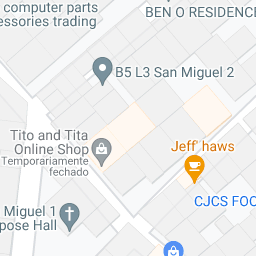 computer parts
essories trading
BEN O RESIDENCE
B5 L3 San Miguel 2
Tito and Tita
Online Shop
Temporariamente
fechado
Jeff haws
CJCS FOO
Miguel 1
pose Hall